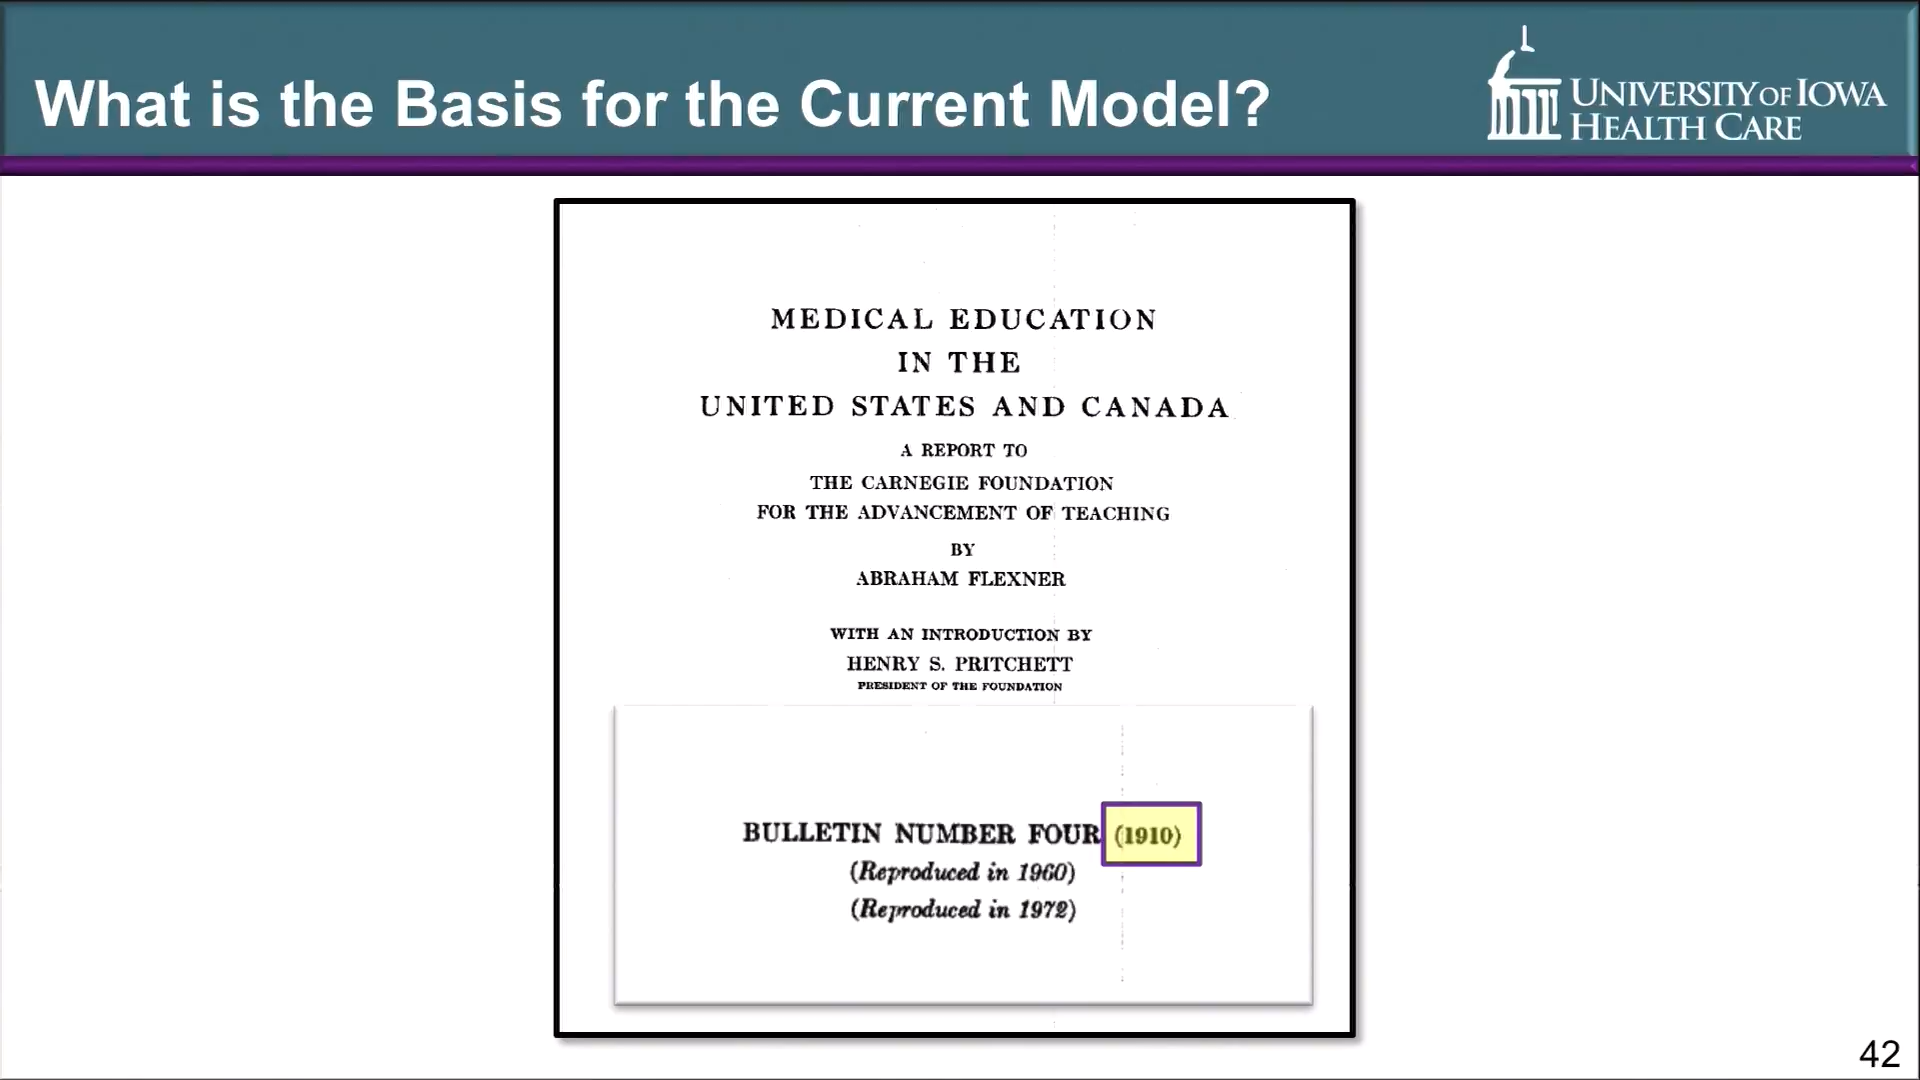 What is the Basis for the Current Model?
UNIVERSITY OF IOWA
HEALTH CARE
MEDICAL EDUCATION
IN THE
UNITED STATES AND CANADA
A REPORT TO
THE CARNEGIE FOUNDATION
FOR THE ADVANCEMENT OF TEACHING
BY
ABRAHAM FLEXNER
WITH AN INTRODUCTION BY
HENRY S. PRITCHETT
PRESIDENT OF THE FOUNDATION
BULLETIN NUMBER FOUR (1910)
(Reproduced in 1960)
(Reproduced in 1972)
42